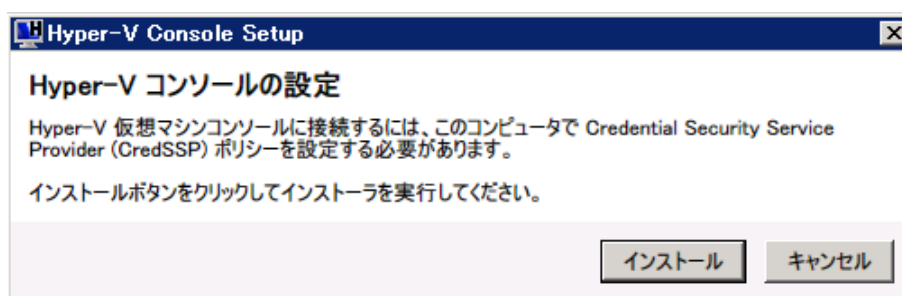 Hyper-V Console Setup
Hyper-V コンソールの設定
Hyper-V 仮想マシンコンソールに接続するには、このコンピュータで Credential Security Service
Provider (CredSSP) ポリシーを設定する必要があります。
インストールボタンをクリックしてインストーラを実行してください。
インストール キャンセル